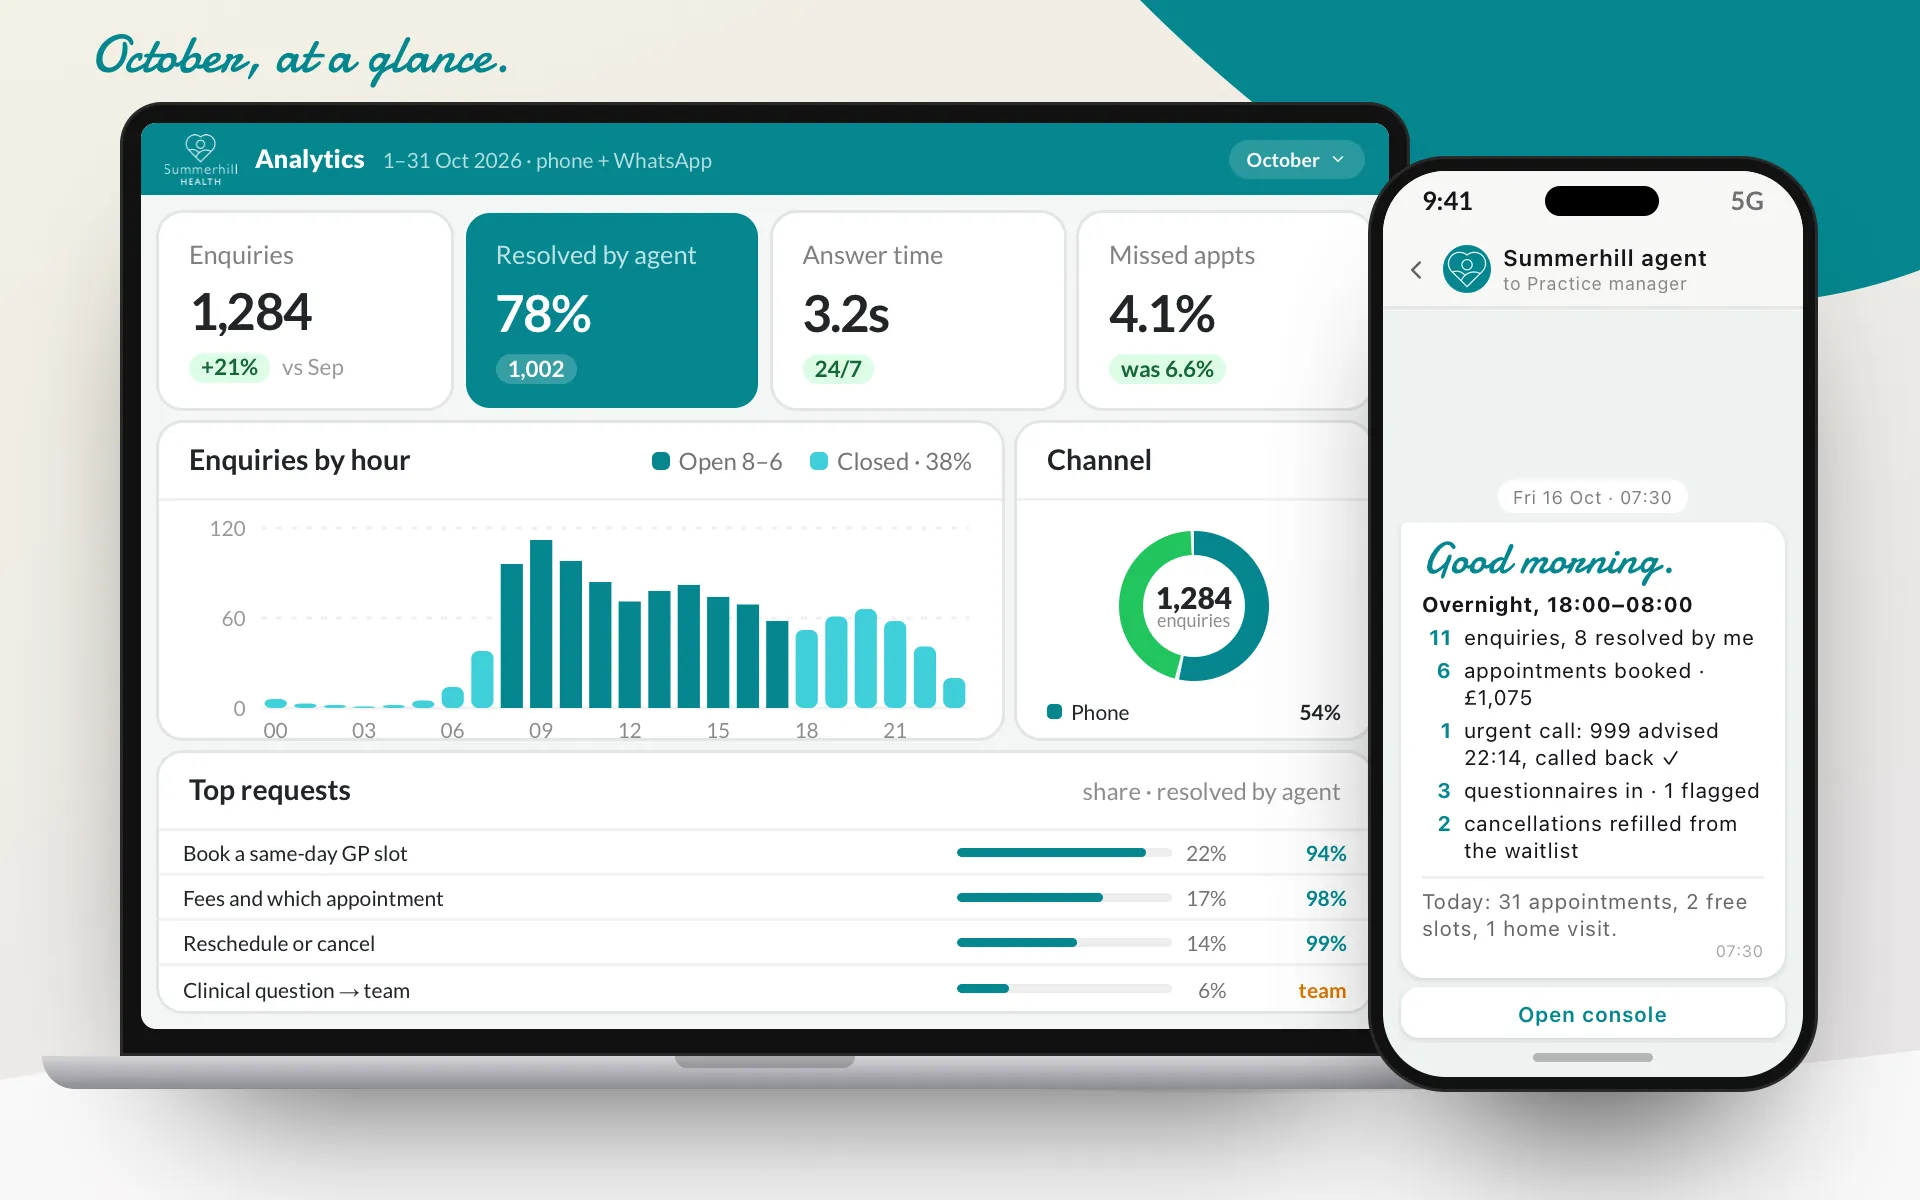 October, at a glance.
Summerhill
HEALTH
Analytics
1–31 Oct 2026 · phone + WhatsApp
October
Enquiries
1,284
+21% vs Sep
Resolved by agent
78%
1,002
Answer time
3.2s
24/7
Missed appts
4.1%
was 6.6%
Enquiries by hour
Open 8–6
Closed · 38%
120
60
0
00 03 06 09 12 15 18 21
Channel
1,284
enquiries
Phone 54%
Top requests
share · resolved by agent
Book a same-day GP slot 22% 94%
Fees and which appointment 17% 98%
Reschedule or cancel 14% 99%
Clinical question → team 6% team
9:41
5G
Summerhill agent
to Practice manager
Fri 16 Oct · 07:30
Good morning.
Overnight, 18:00–08:00
11 enquiries, 8 resolved by me
6 appointments booked ·
£1,075
1 urgent call: 999 advised
22:14, called back ✓
3 questionnaires in · 1 flagged
2 cancellations refilled from
the waitlist
Today: 31 appointments, 2 free
slots, 1 home visit.
07:30
Open console